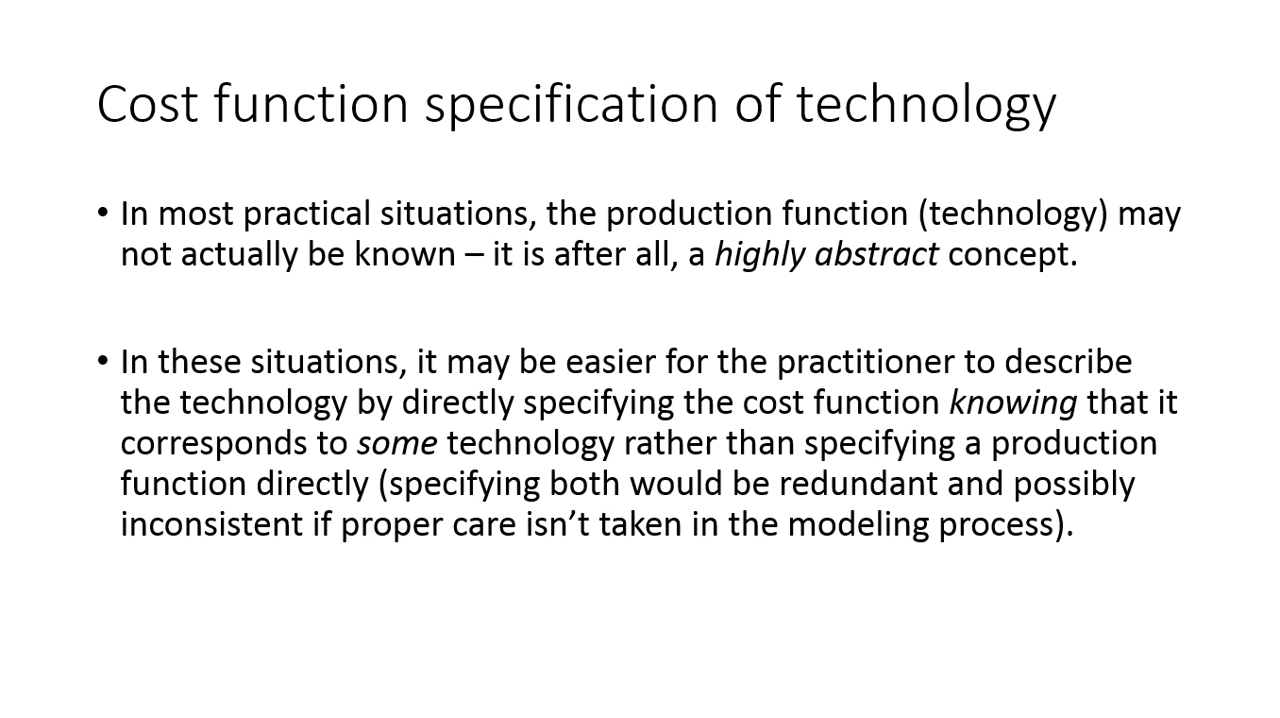 Cost function specification of technology
• In most practical situations, the production function (technology) may
not actually be known – it is after all, a highly abstract concept.
• In these situations, it may be easier for the practitioner to describe
the technology by directly specifying the cost function knowing that it
corresponds to some technology rather than specifying a production
function directly (specifying both would be redundant and possibly
inconsistent if proper care isn’t taken in the modeling process).